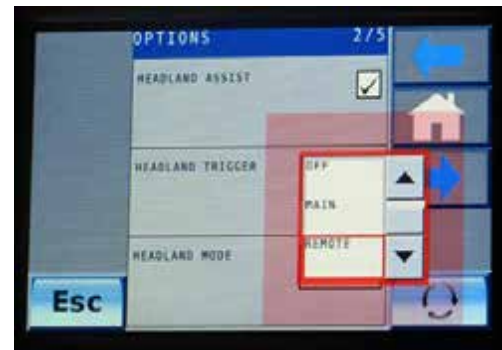 OPTIONS 2/5
HEADLAND ASSIST
HEADLAND TRIGGER
OFF
MAIN
REMOTE
HEADLAND MODE
Esc